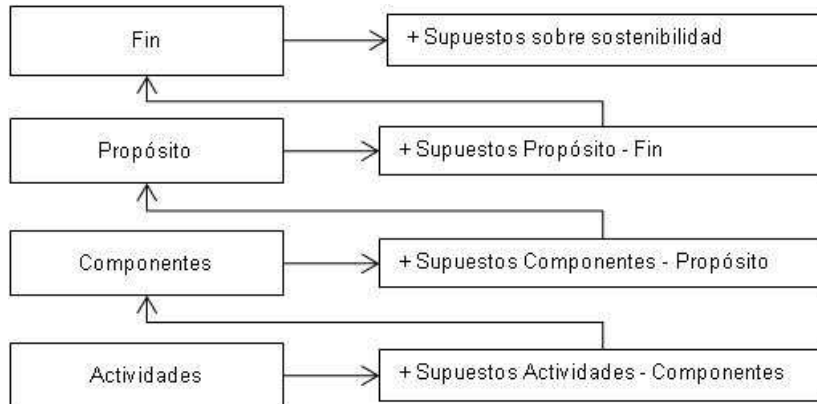 Fin
+ Supuestos sobre sostenibilidad
Propósito
+ Supuestos Propósito - Fin
Componentes
+ Supuestos Componentes - Propósito
Actividades
+ Supuestos Actividades - Componentes